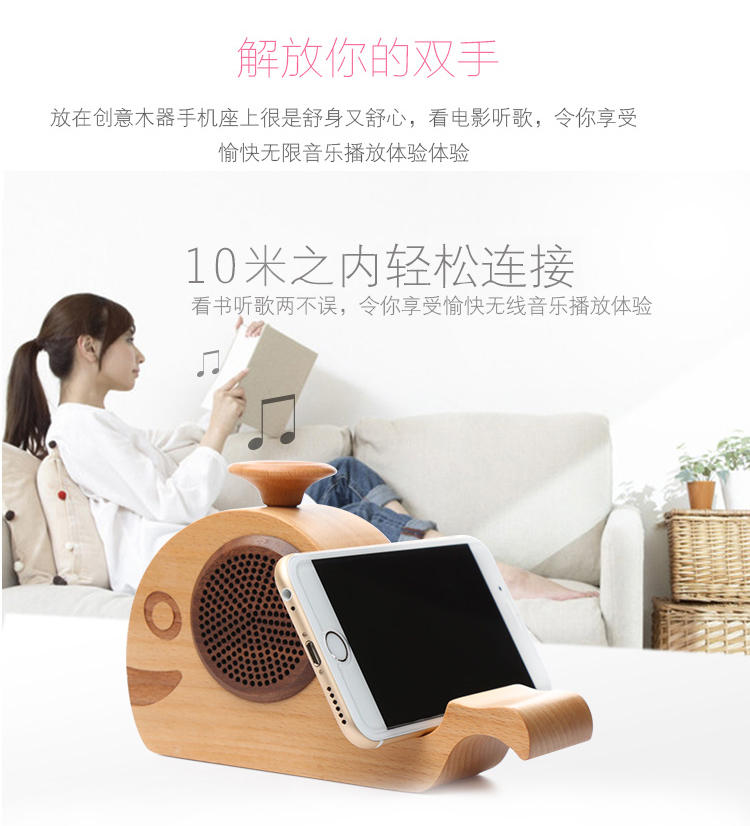 解放你的双手
放在创意木器手机座上很是舒身又舒心，看电影听歌，令你享受
愉快无限音乐播放体验体验
10米之内轻松连接
看书听歌两不误，令你享受愉快无线音乐播放体验